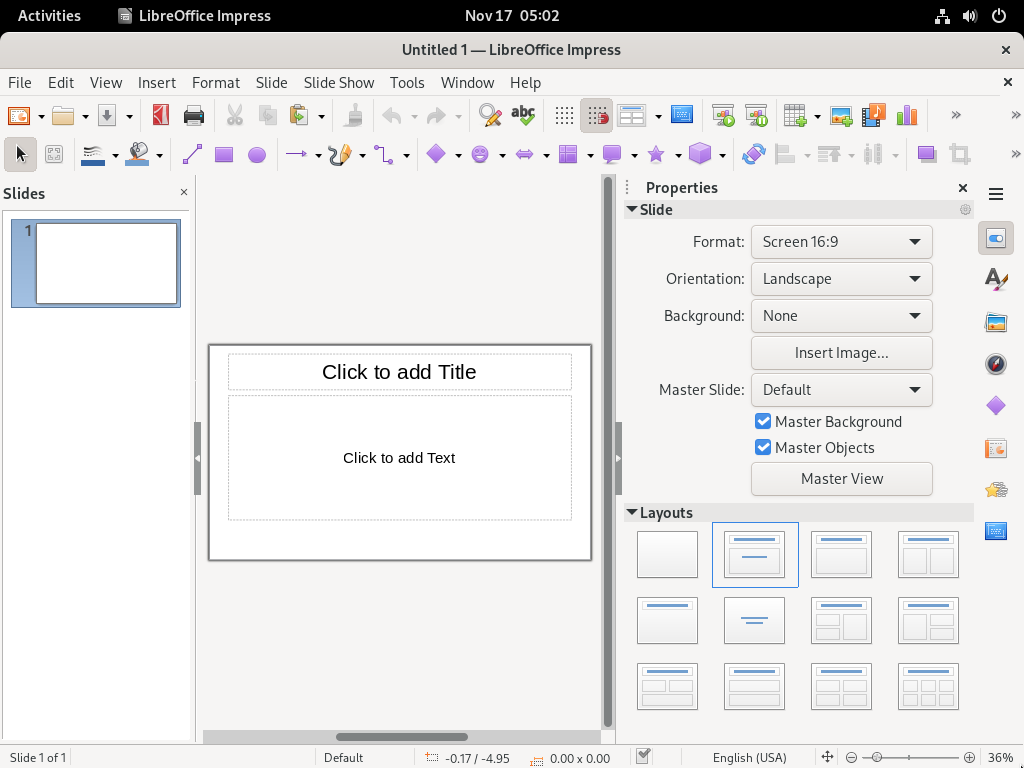 Activities
LibreOffice Impress
Nov 17 05:02
Untitled 1 — LibreOffice Impress
File Edit View Insert Format Slide Slide Show Tools Window Help
abc
Slides
1
Click to add Title
Click to add Text
Properties
Slide
Format: Screen 16:9
Orientation: Landscape
Background: None
Insert Image...
Master Slide: Default
Master Background
Master Objects
Master View
Layouts
Slide 1 of 1 Default -0.17 / -4.95 0.00 x 0.00 English (USA) 36%